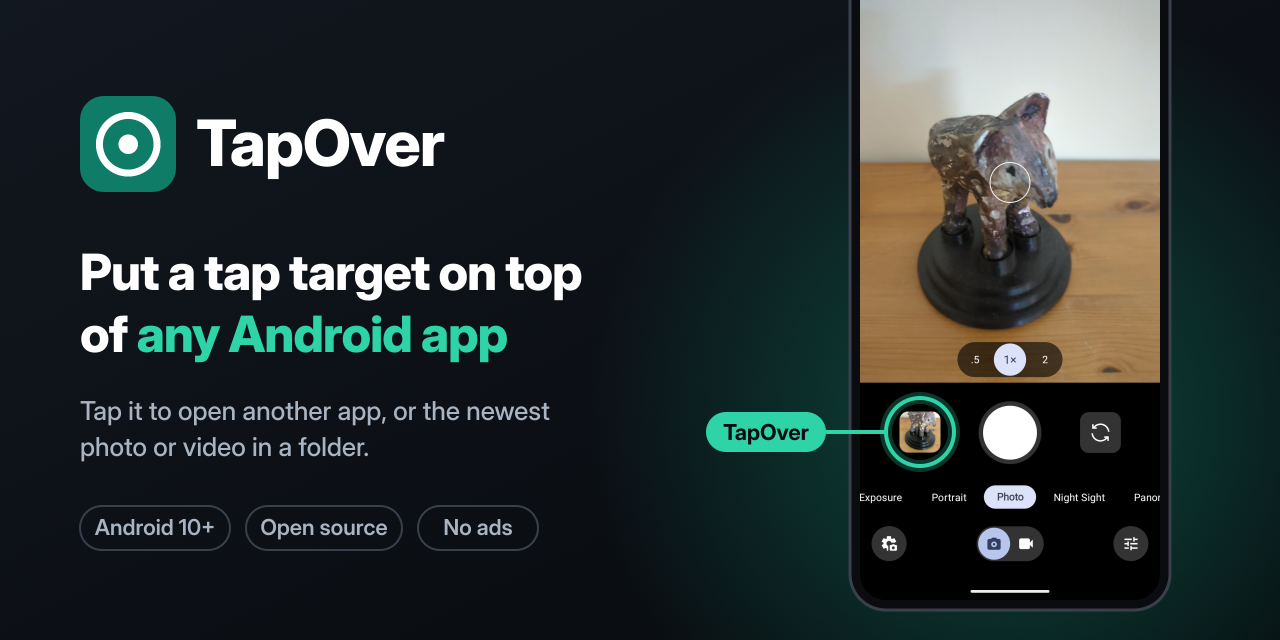 TapOver
Put a tap target on top
of any Android app
Tap it to open another app, or the newest
photo or video in a folder.
Android 10+ Open source No ads
.5 1× 2
TapOver
Exposure Portrait Photo Night Sight Panor